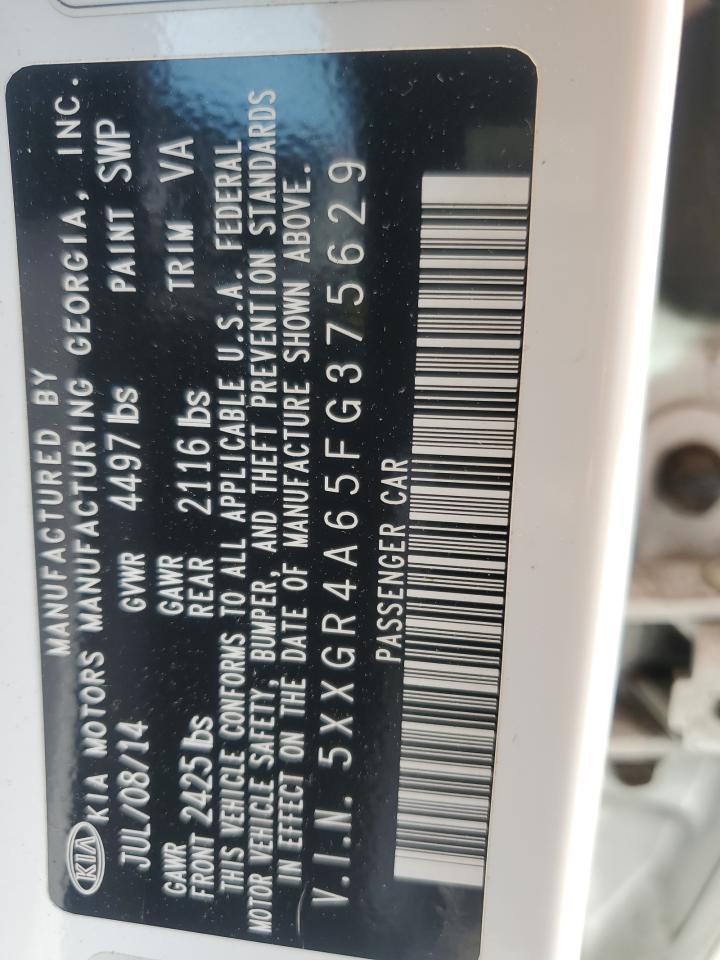 MANUFACTURED BY
KIA KIA MOTORS MANUFACTURING GEORGIA, INC.
JUL/08/14 GVWR 4497 lbs PAINT SWP
GAWR FRONT 2425 lbs GAWR REAR 2116 lbs TRIM VA
THIS VEHICLE CONFORMS TO ALL APPLICABLE U.S.A. FEDERAL
MOTOR VEHICLE SAFETY, BUMPER, AND THEFT PREVENTION STANDARDS
IN EFFECT ON THE DATE OF MANUFACTURE SHOWN ABOVE.
V.I.N. 5XXGR4A65FG375629
PASSENGER CAR